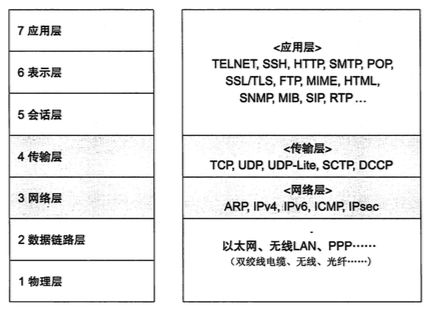 7 应用层
6 表示层
5 会话层
4 传输层
3 网络层
2 数据链路层
1 物理层
<应用层>
TELNET, SSH, HTTP, SMTP, POP,
SSL/TLS, FTP, MIME, HTML,
SNMP, MIB, SIP, RTP ...
<传输层>
TCP, UDP, UDP-Lite, SCTP, DCCP
<网络层>
ARP, IPv4, IPv6, ICMP, IPsec
以太网、无线LAN、PPP……
（双绞线电缆、无线、光纤……）